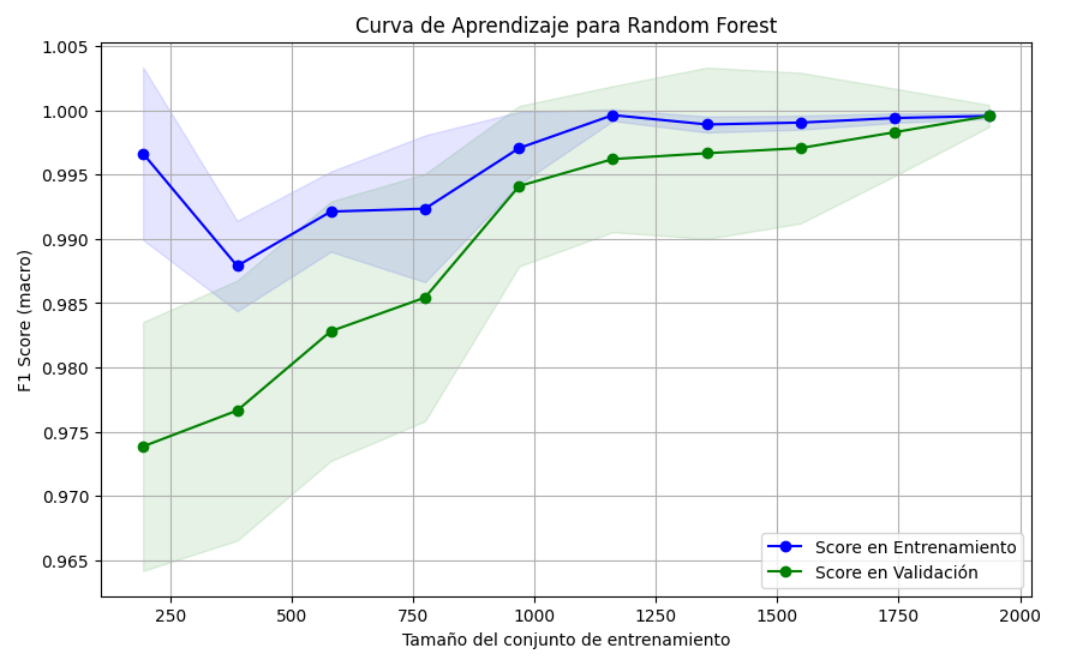 Curva de Aprendizaje para Random Forest
1.005
1.000
0.995
0.990
0.985
0.980
0.975
0.970
0.965
F1 Score (macro)
Score en Entrenamiento
Score en Validación
250 500 750 1000 1250 1500 1750 2000
Tamaño del conjunto de entrenamiento